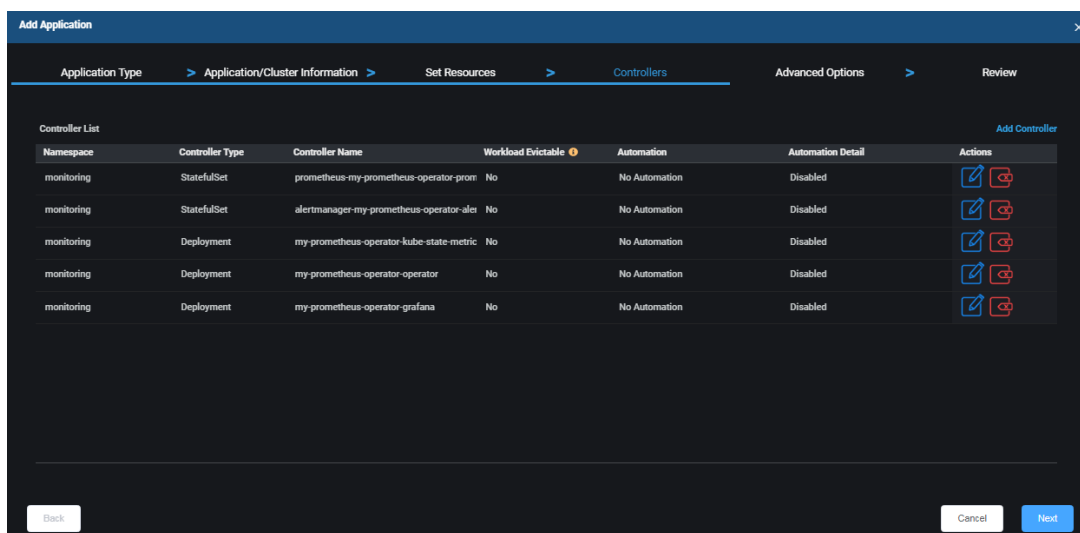 Add Application
Application Type > Application/Cluster Information > Set Resources > Controllers Advanced Options > Review
Controller List Add Controller
Namespace Controller Type Controller Name Workload Evictable Automation Automation Detail Actions
monitoring StatefulSet prometheus-my-prometheus-operator-prom No No Automation Disabled
monitoring StatefulSet alertmanager-my-prometheus-operator-aler No No Automation Disabled
monitoring Deployment my-prometheus-operator-kube-state-metric No No Automation Disabled
monitoring Deployment my-prometheus-operator-operator No No Automation Disabled
monitoring Deployment my-prometheus-operator-grafana No No Automation Disabled
Back Cancel Next